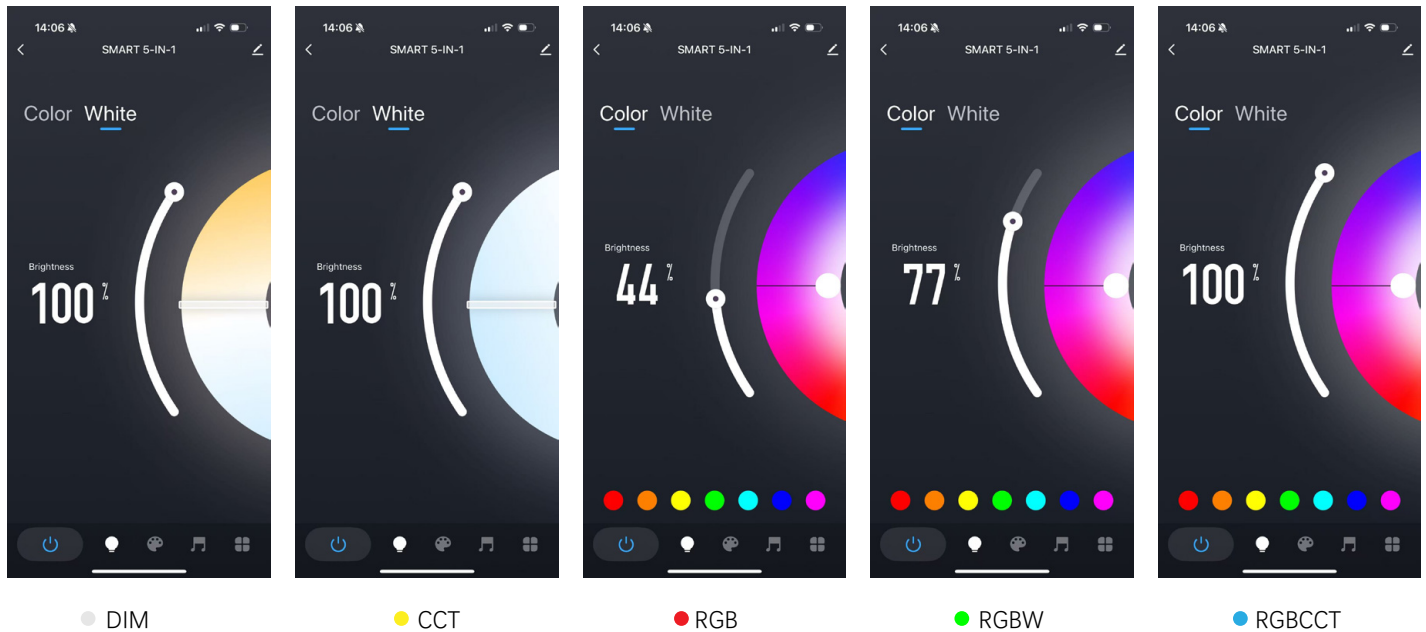 14:06
SMART 5-IN-1
Color White
Brightness
100 %
14:06
SMART 5-IN-1
Color White
Brightness
100 %
14:06
SMART 5-IN-1
Color White
Brightness
44 %
14:06
SMART 5-IN-1
Color White
Brightness
77 %
14:06
SMART 5-IN-1
Color White
Brightness
100 %
DIM
CCT
RGB
RGBW
RGBCCT